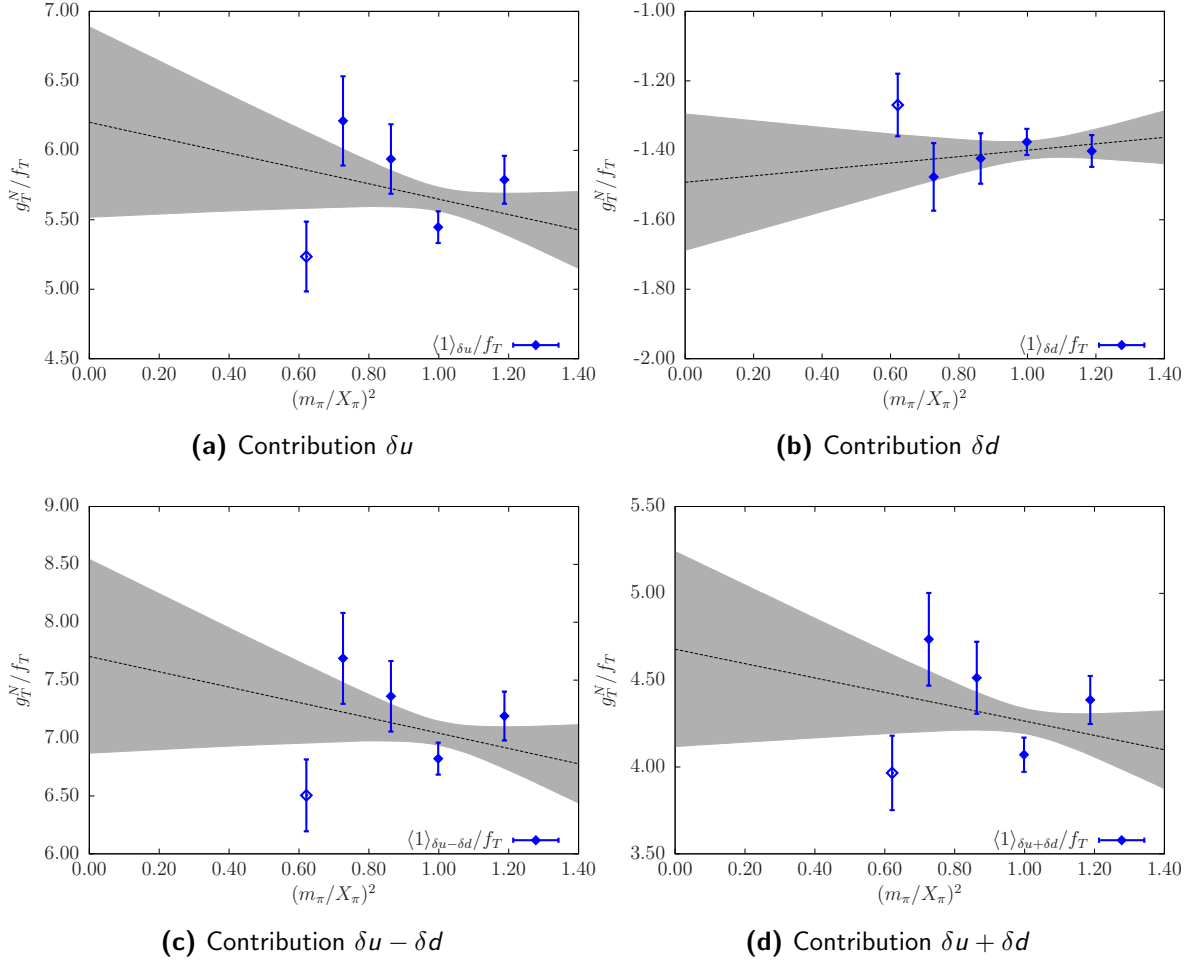 7.00
6.50
6.00
5.50
5.00
4.50
g_T^N/f_T
⟨1⟩_δu/f_T
0.00 0.20 0.40 0.60 0.80 1.00 1.20 1.40
(m_π/X_π)^2
(a) Contribution δu
-1.00
-1.20
-1.40
-1.60
-1.80
-2.00
g_T^N/f_T
⟨1⟩_δd/f_T
0.00 0.20 0.40 0.60 0.80 1.00 1.20 1.40
(m_π/X_π)^2
(b) Contribution δd
9.00
8.50
8.00
7.50
7.00
6.50
6.00
g_T^N/f_T
⟨1⟩_δu−δd/f_T
0.00 0.20 0.40 0.60 0.80 1.00 1.20 1.40
(m_π/X_π)^2
(c) Contribution δu − δd
5.50
5.00
4.50
4.00
3.50
g_T^N/f_T
⟨1⟩_δu+δd/f_T
0.00 0.20 0.40 0.60 0.80 1.00 1.20 1.40
(m_π/X_π)^2
(d) Contribution δu + δd